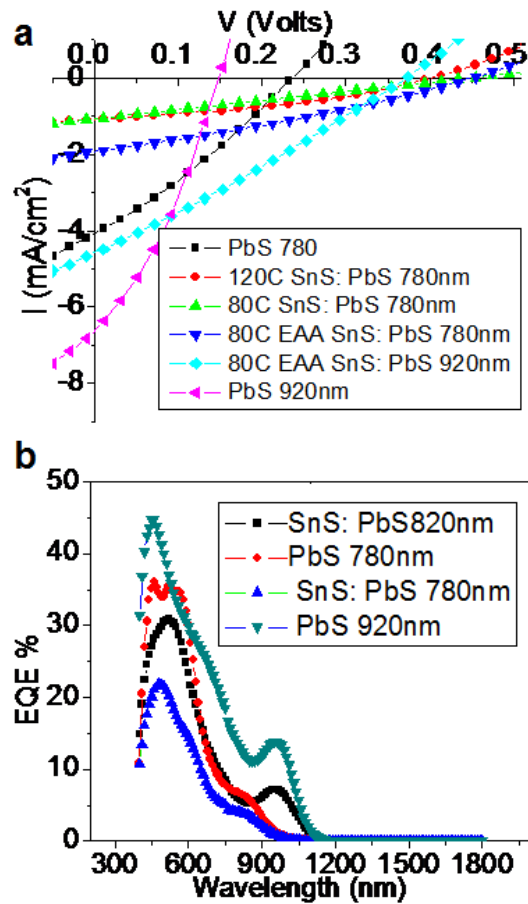 a
V (Volts)
0.0 0.1 0.2 0.3 0.4 0.5
0
-2
-4
-6
-8
I (mA/cm²)
PbS 780
120C SnS: PbS 780nm
80C SnS: PbS 780nm
80C EAA SnS: PbS 780nm
80C EAA SnS: PbS 920nm
PbS 920nm
b
50
40
30
20
10
0
EQE %
SnS: PbS820nm
PbS 780nm
SnS: PbS 780nm
PbS 920nm
300 600 900 1200 1500 1800
Wavelength (nm)